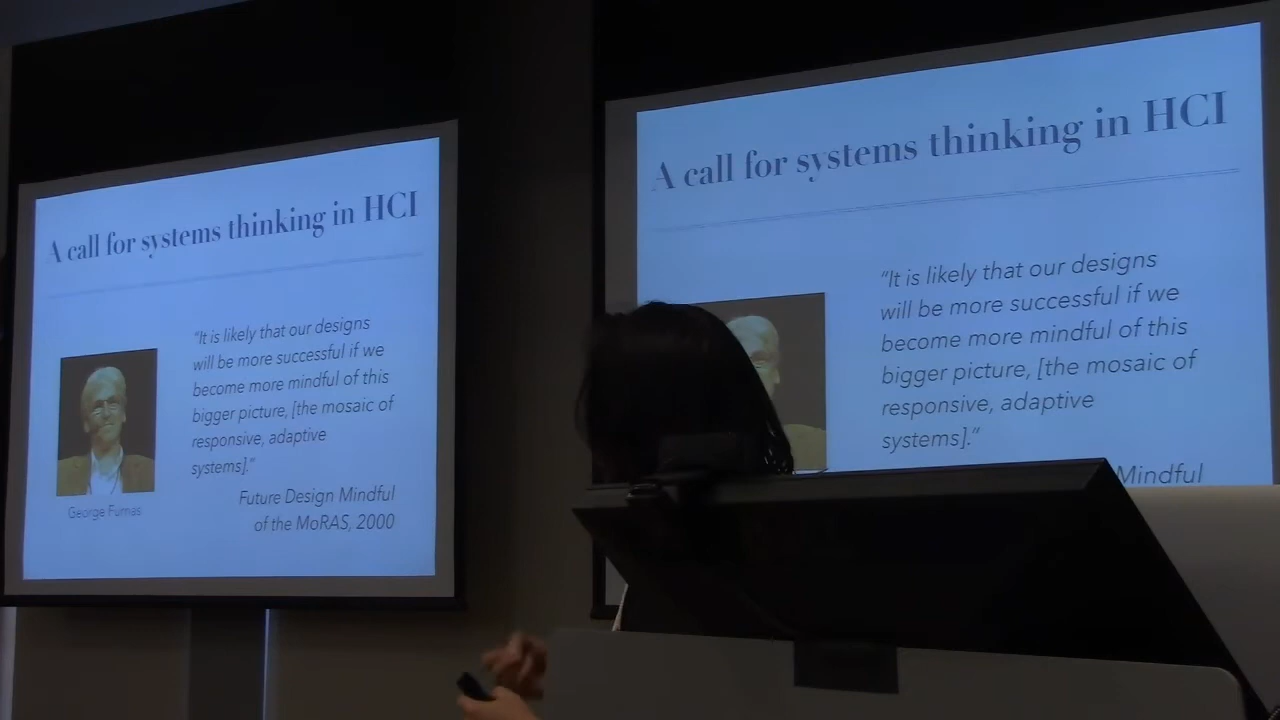 A call for systems thinking in HCI
"It is likely that our designs
will be more successful if we
become more mindful of this
bigger picture, [the mosaic of
responsive, adaptive
systems]."
Future Design Mindful
of the MoRAS, 2000
George Furnas
A call for systems thinking in HCI
"It is likely that our designs
will be more successful if we
become more mindful of this
bigger picture, [the mosaic of
responsive, adaptive
systems]."
Mindful